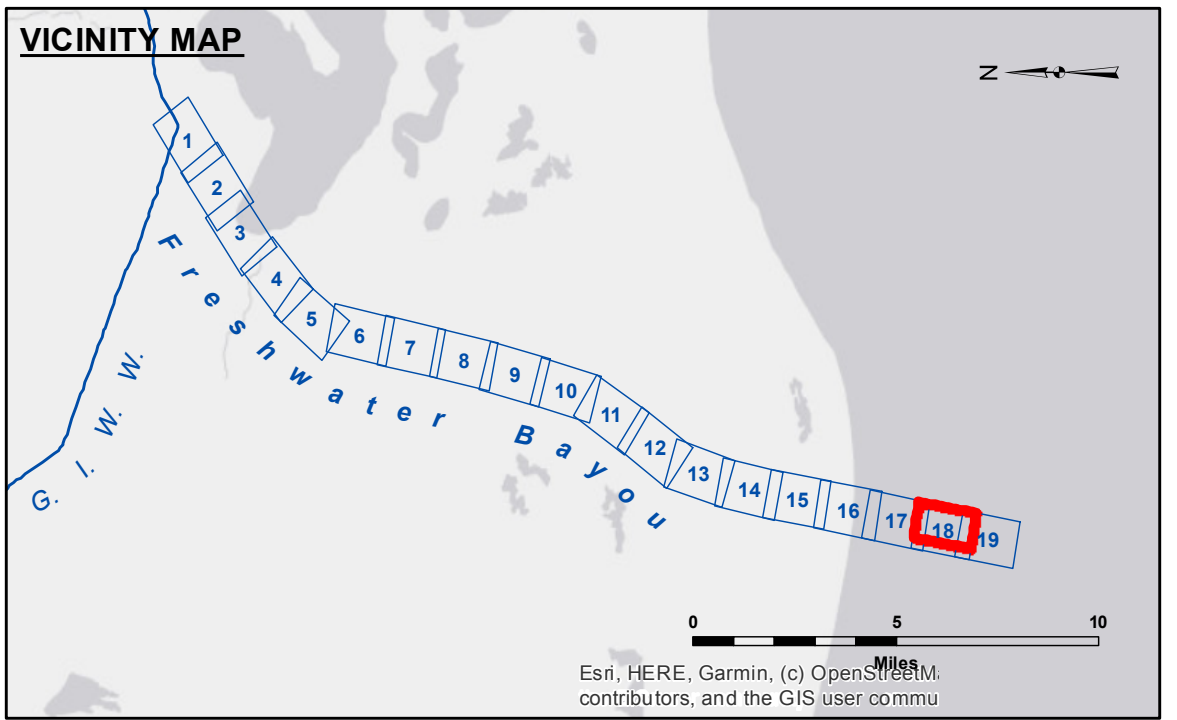 VICINITY MAP
N
1
2
3
4
5
6
7
8
9
10
11
12
13
14
15
16
17
18
19
Freshwater Bayou
G. I. W. W.
0 5 10
Miles
Esri, HERE, Garmin, (c) OpenStreetM
contributors, and the GIS user commu